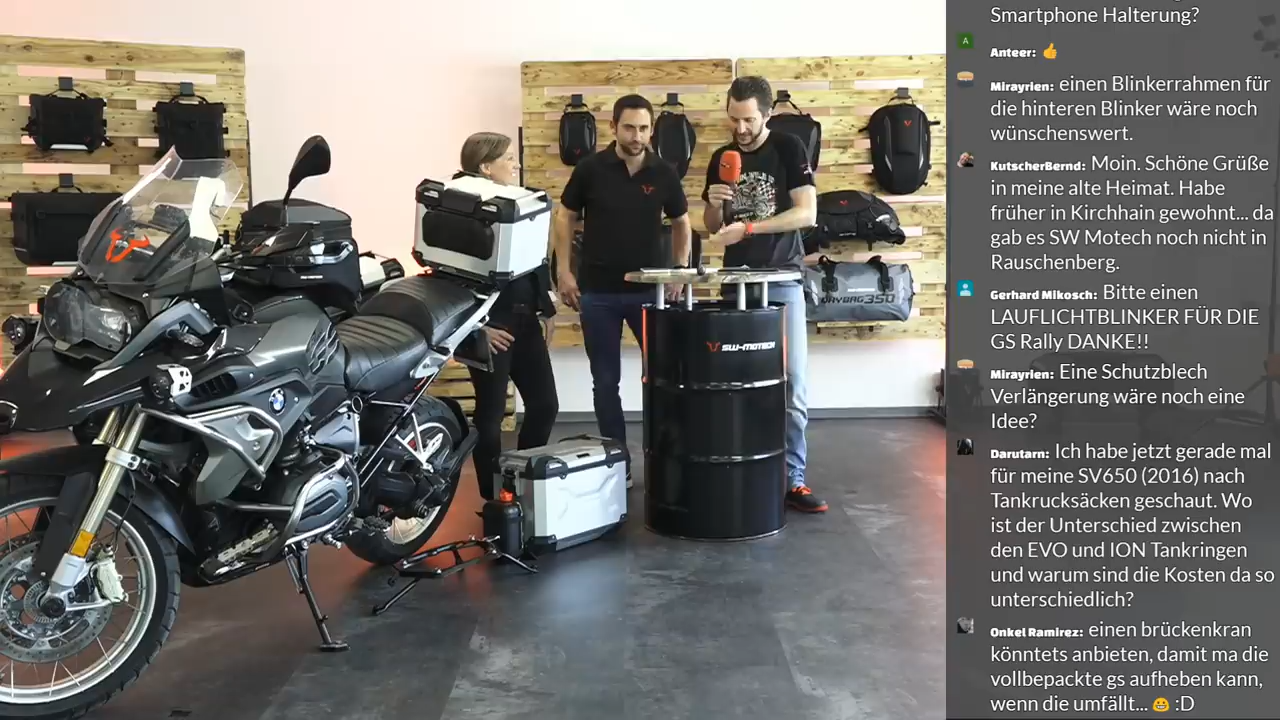 Smartphone Halterung?
A
Anteer: 👍
Mirayrien: einen Blinkerrahmen für
die hinteren Blinker wäre noch
wünschenswert.
KutscherBernd: Moin. Schöne Grüße
in meine alte Heimat. Habe
früher in Kirchhain gewohnt... da
gab es SW Motech noch nicht in
Rauschenberg.
Gerhard Mikosch: Bitte einen
LAUFLICHTBLINKER FÜR DIE
GS Rally DANKE!!
Mirayrien: Eine Schutzblech
Verlängerung wäre noch eine
Idee?
Darutarn: Ich habe jetzt gerade mal
für meine SV650 (2016) nach
Tankrucksäcken geschaut. Wo
ist der Unterschied zwischen
den EVO und ION Tankringen
und warum sind die Kosten da so
unterschiedlich?
Onkel Ramirez: einen brückenkran
könntets anbieten, damit ma die
vollbepackte gs aufheben kann,
wenn die umfällt... 😀 :D
DRYBAG 350
SW-MOTECH
BMW